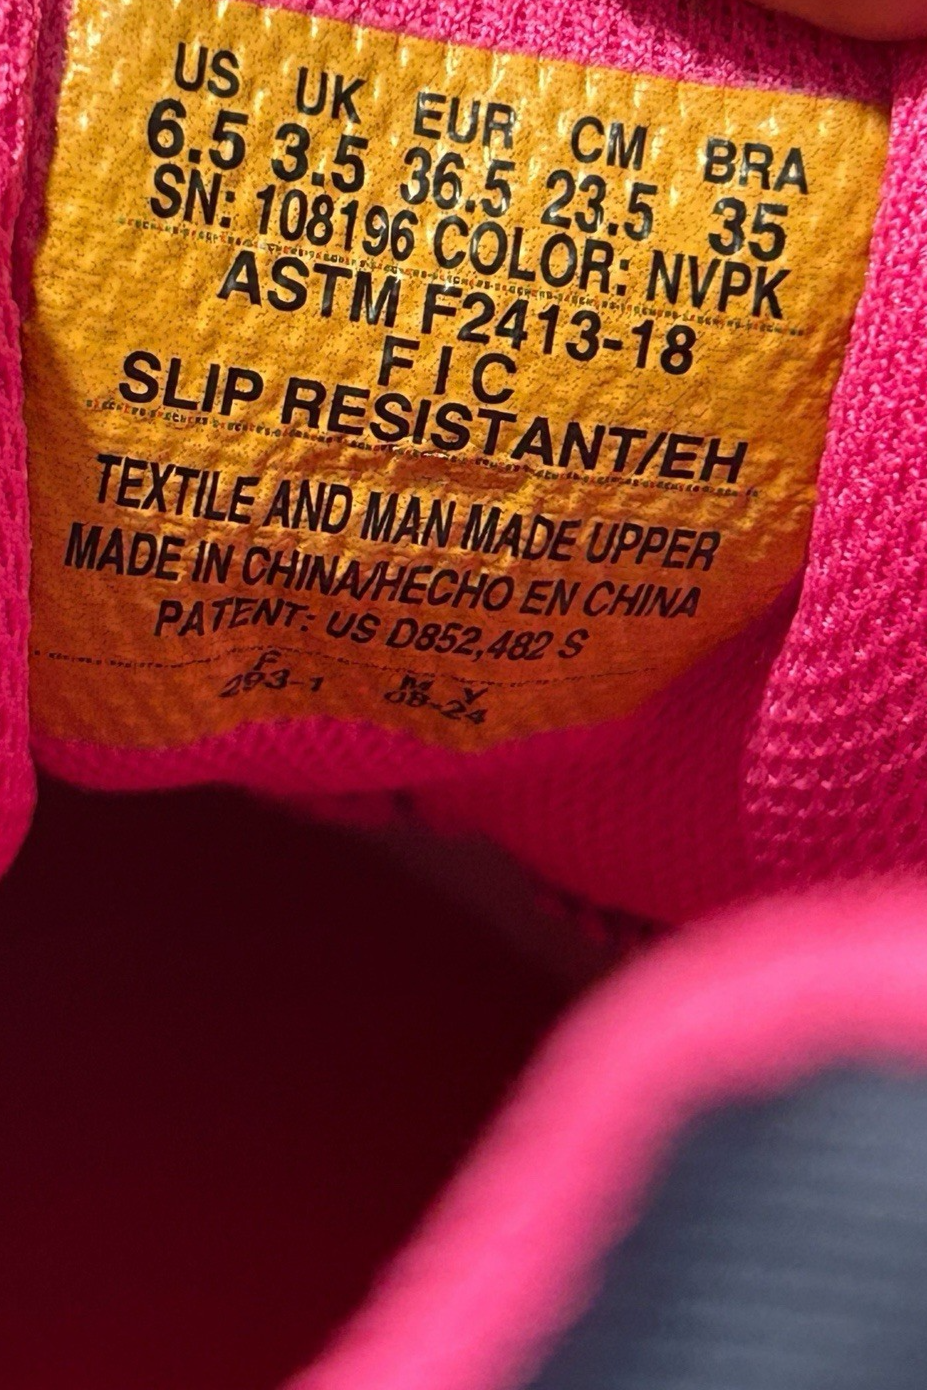 US UK EUR CM BRA
6.5 3.5 36.5 23.5 35
SN: 108196 COLOR: NVPK
ASTM F2413-18
F I C
SLIP RESISTANT/EH
TEXTILE AND MAN MADE UPPER
MADE IN CHINA/HECHO EN CHINA
PATENT: US D852,482 S
F M Y
293-1 08-24